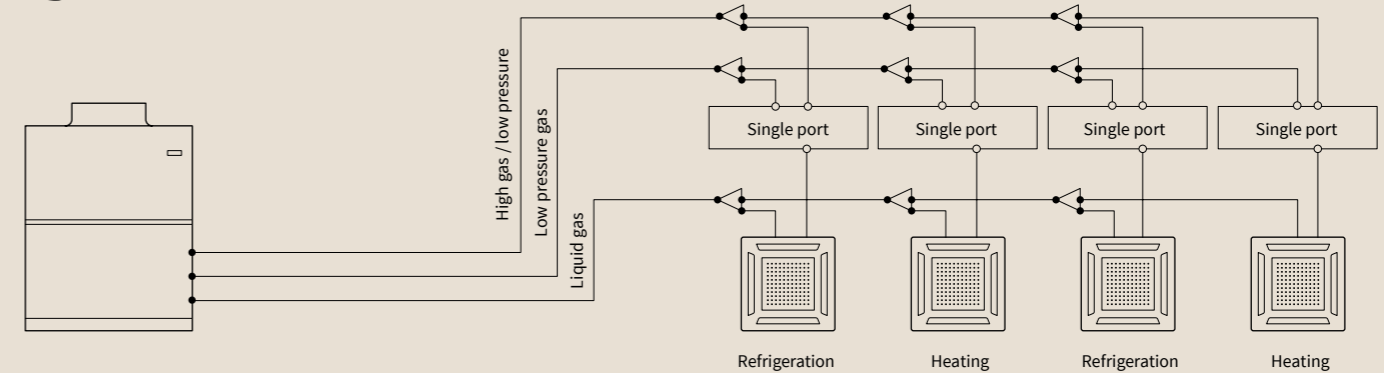 High gas / low pressure
Low pressure gas
Liquid gas
Single port
Single port
Single port
Single port
Refrigeration
Heating
Refrigeration
Heating